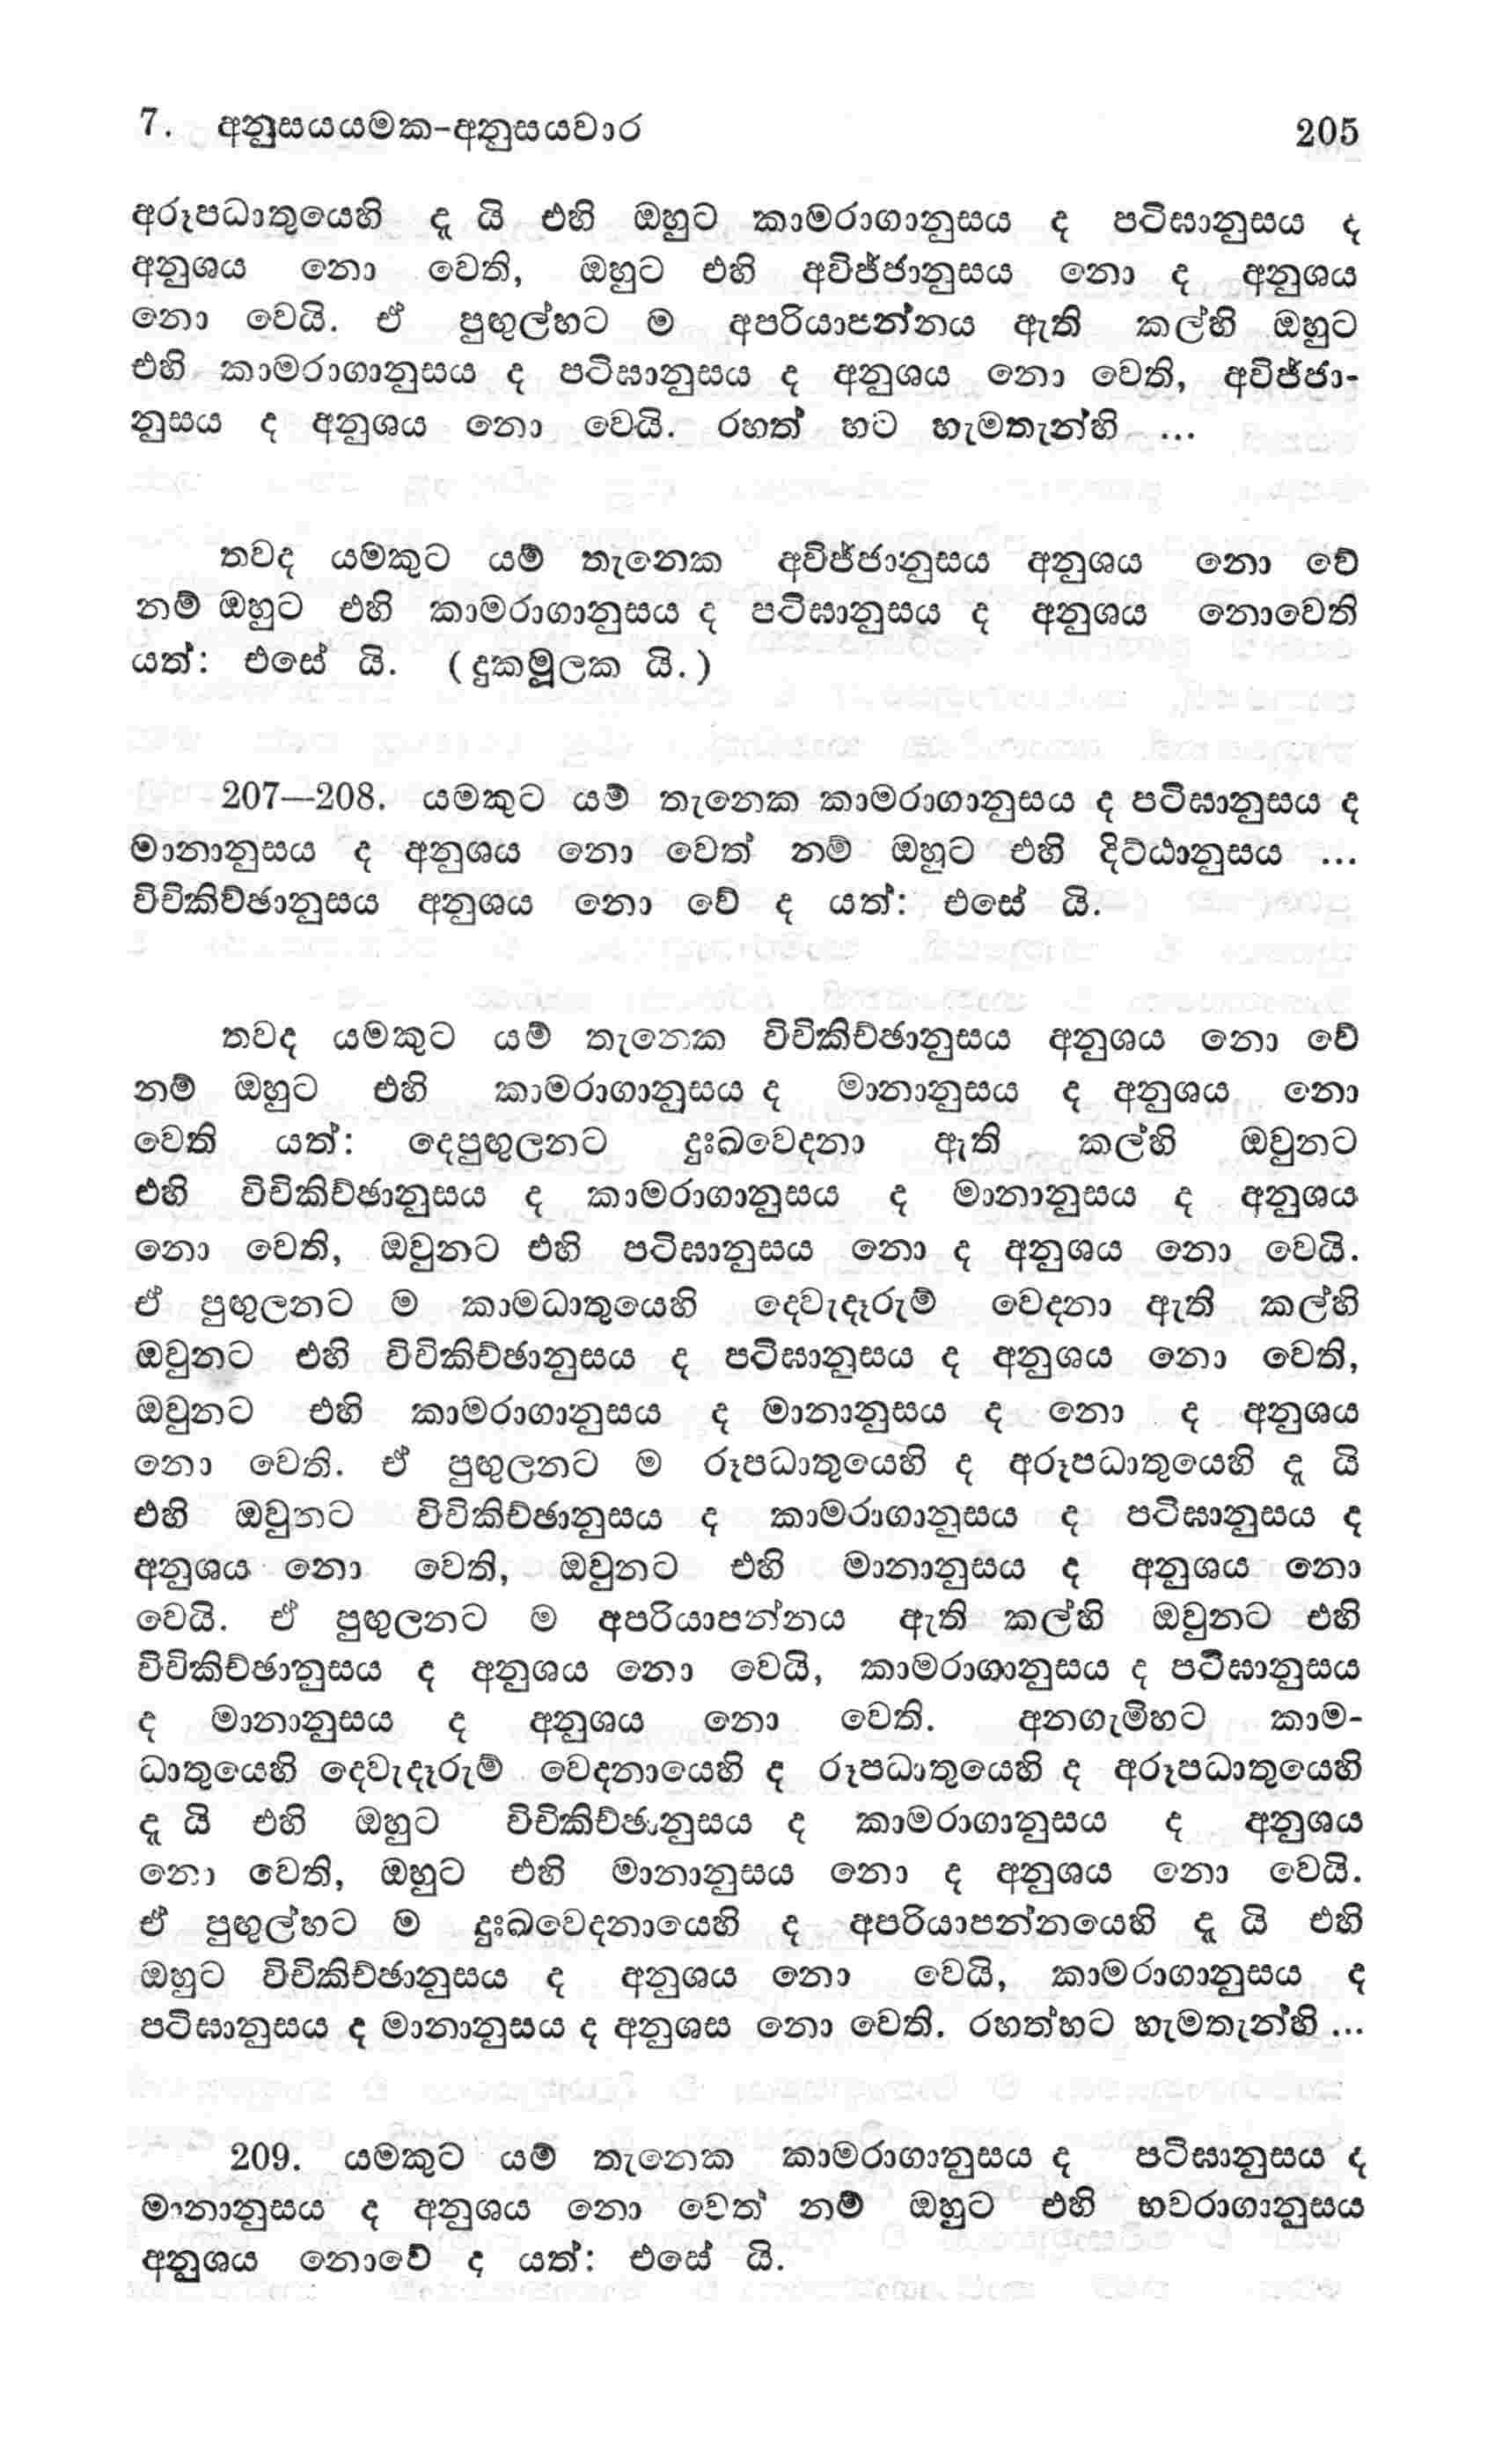 7. අනුසයයමක-අනුසයවාර 205
අරූපධාතුයෙහි දූ යි එහි ඔහුට කාමරාගානුසය ද පටිඝානුසය ද
අනුශය නො වෙති, ඔහුට එහි අවිජ්ජානුසය නො ද අනුශය
නො වෙයි. ඒ පුඟුල්හට ම අපරියාපන්නය ඇති කල්හි ඔහුට
එහි කාමරාගානුසය ද පටිඝානුසය ද අනුශය නො වෙති, අවිජ්ජා-
නුසය ද අනුශය නො වෙයි. රහත් හට හැමතැන්හි ...
තවද යමකුට යම් තැනෙක අවිජ්ජානුසය අනුශය නො වේ
නම් ඔහුට එහි කාමරාගානුසය ද පටිඝානුසය ද අනුශය නොවෙති
යත්: එසේ යි. (දුකමූලක යි.)
207—208. යමකුට යම් තැනෙක කාමරාගානුසය ද පටිඝානුසය ද
මානානුසය ද අනුශය නො වෙත් නම් ඔහුට එහි දිට්ඨානුසය ...
විචිකිච්ඡානුසය අනුශය නො වේ ද යත්: එසේ යි.
තවද යමකුට යම් තැනෙක විචිකිච්ඡානුසය අනුශය නො වේ
නම් ඔහුට එහි කාමරාගානුසය ද මානානුසය ද අනුශය නො
වෙති යත්: දෙපුඟුලනට දුඃඛවෙදනා ඇති කල්හි ඔවුනට
එහි විචිකිච්ඡානුසය ද කාමරාගානුසය ද මානානුසය ද අනුශය
නො වෙති, ඔවුනට එහි පටිඝානුසය නො ද අනුශය නො වෙයි.
ඒ පුඟුලනට ම කාමධාතුයෙහි දෙවැදෑරුම් වෙදනා ඇති කල්හි
ඔවුනට එහි විචිකිච්ඡානුසය ද පටිඝානුසය ද අනුශය නො වෙති,
ඔවුනට එහි කාමරාගානුසය ද මානානුසය ද නො ද අනුශය
නො වෙති. ඒ පුඟුලනට ම රූපධාතුයෙහි ද අරූපධාතුයෙහි දූ යි
එහි ඔවුනට විචිකිච්ඡානුසය ද කාමරාගානුසය ද පටිඝානුසය ද
අනුශය නො වෙති, ඔවුනට එහි මානානුසය ද අනුශය නො
වෙයි. ඒ පුඟුලනට ම අපරියාපන්නය ඇති කල්හි ඔවුනට එහි
විචිකිච්ඡානුසය ද අනුශය නො වෙයි, කාමරාගානුසය ද පටිඝානුසය
ද මානානුසය ද අනුශය නො වෙති. අනගැමිහට කාම-
ධාතුයෙහි දෙවැදෑරුම් වෙදනායෙහි ද රූපධාතුයෙහි ද අරූපධාතුයෙහි
දූ යි එහි ඔහුට විචිකිච්ඡානුසය ද කාමරාගානුසය ද අනුශය
නො වෙති, ඔහුට එහි මානානුසය නො ද අනුශය නො වෙයි.
ඒ පුඟුල්හට ම දුඃඛවෙදනායෙහි ද අපරියාපන්නයෙහි දූ යි එහි
ඔහුට විචිකිච්ඡානුසය ද අනුශය නො වෙයි, කාමරාගානුසය ද
පටිඝානුසය ද මානානුසය ද අනුශස නො වෙති. රහත්හට හැමතැන්හි ...
209. යමකුට යම් තැනෙක කාමරාගානුසය ද පටිඝානුසය ද
මානානුසය ද අනුශය නො වෙත් නම් ඔහුට එහි භවරාගානුසය
අනුශය නොවේ ද යත්: එසේ යි.